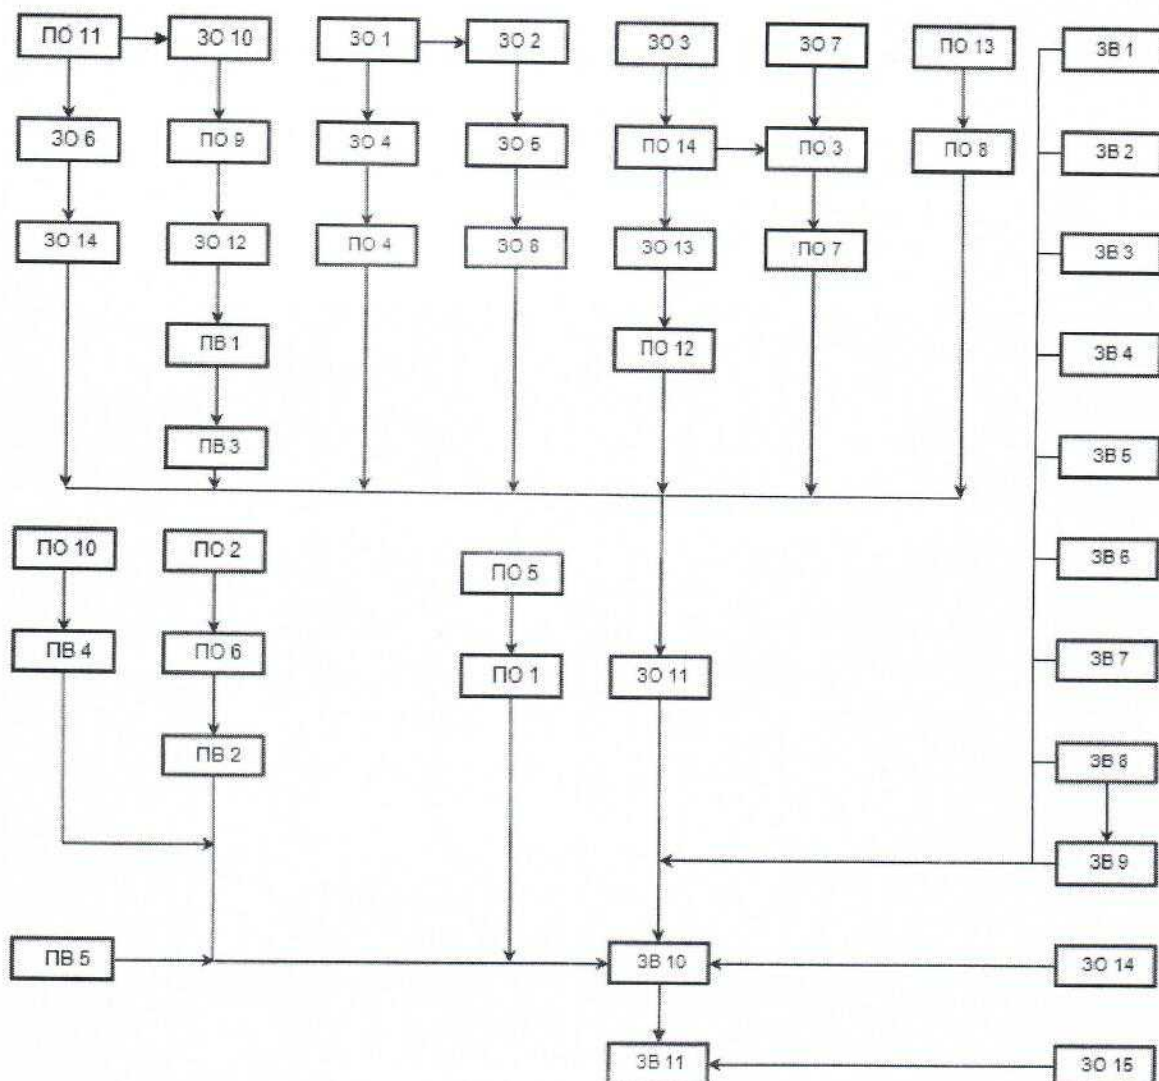 ПО 11 ЗО 10 ЗО 1 ЗО 2 ЗО 3 ЗО 7 ПО 13 ЗВ 1
ЗО 6 ПО 9 ЗО 4 ЗО 5 ПО 14 ПО 3 ПО 8 ЗВ 2
ЗО 14 ЗО 12 ПО 4 ЗО 8 ЗО 13 ПО 7 ЗВ 3
ПВ 1 ПО 12 ЗВ 4
ПВ 3 ЗВ 5
ПО 10 ПО 2 ПО 5 ЗВ 6
ПВ 4 ПО 6 ПО 1 ЗО 11 ЗВ 7
ПВ 2 ЗВ 8
ЗВ 9
ПВ 5 ЗВ 10 ЗО 14
ЗВ 11 ЗО 15